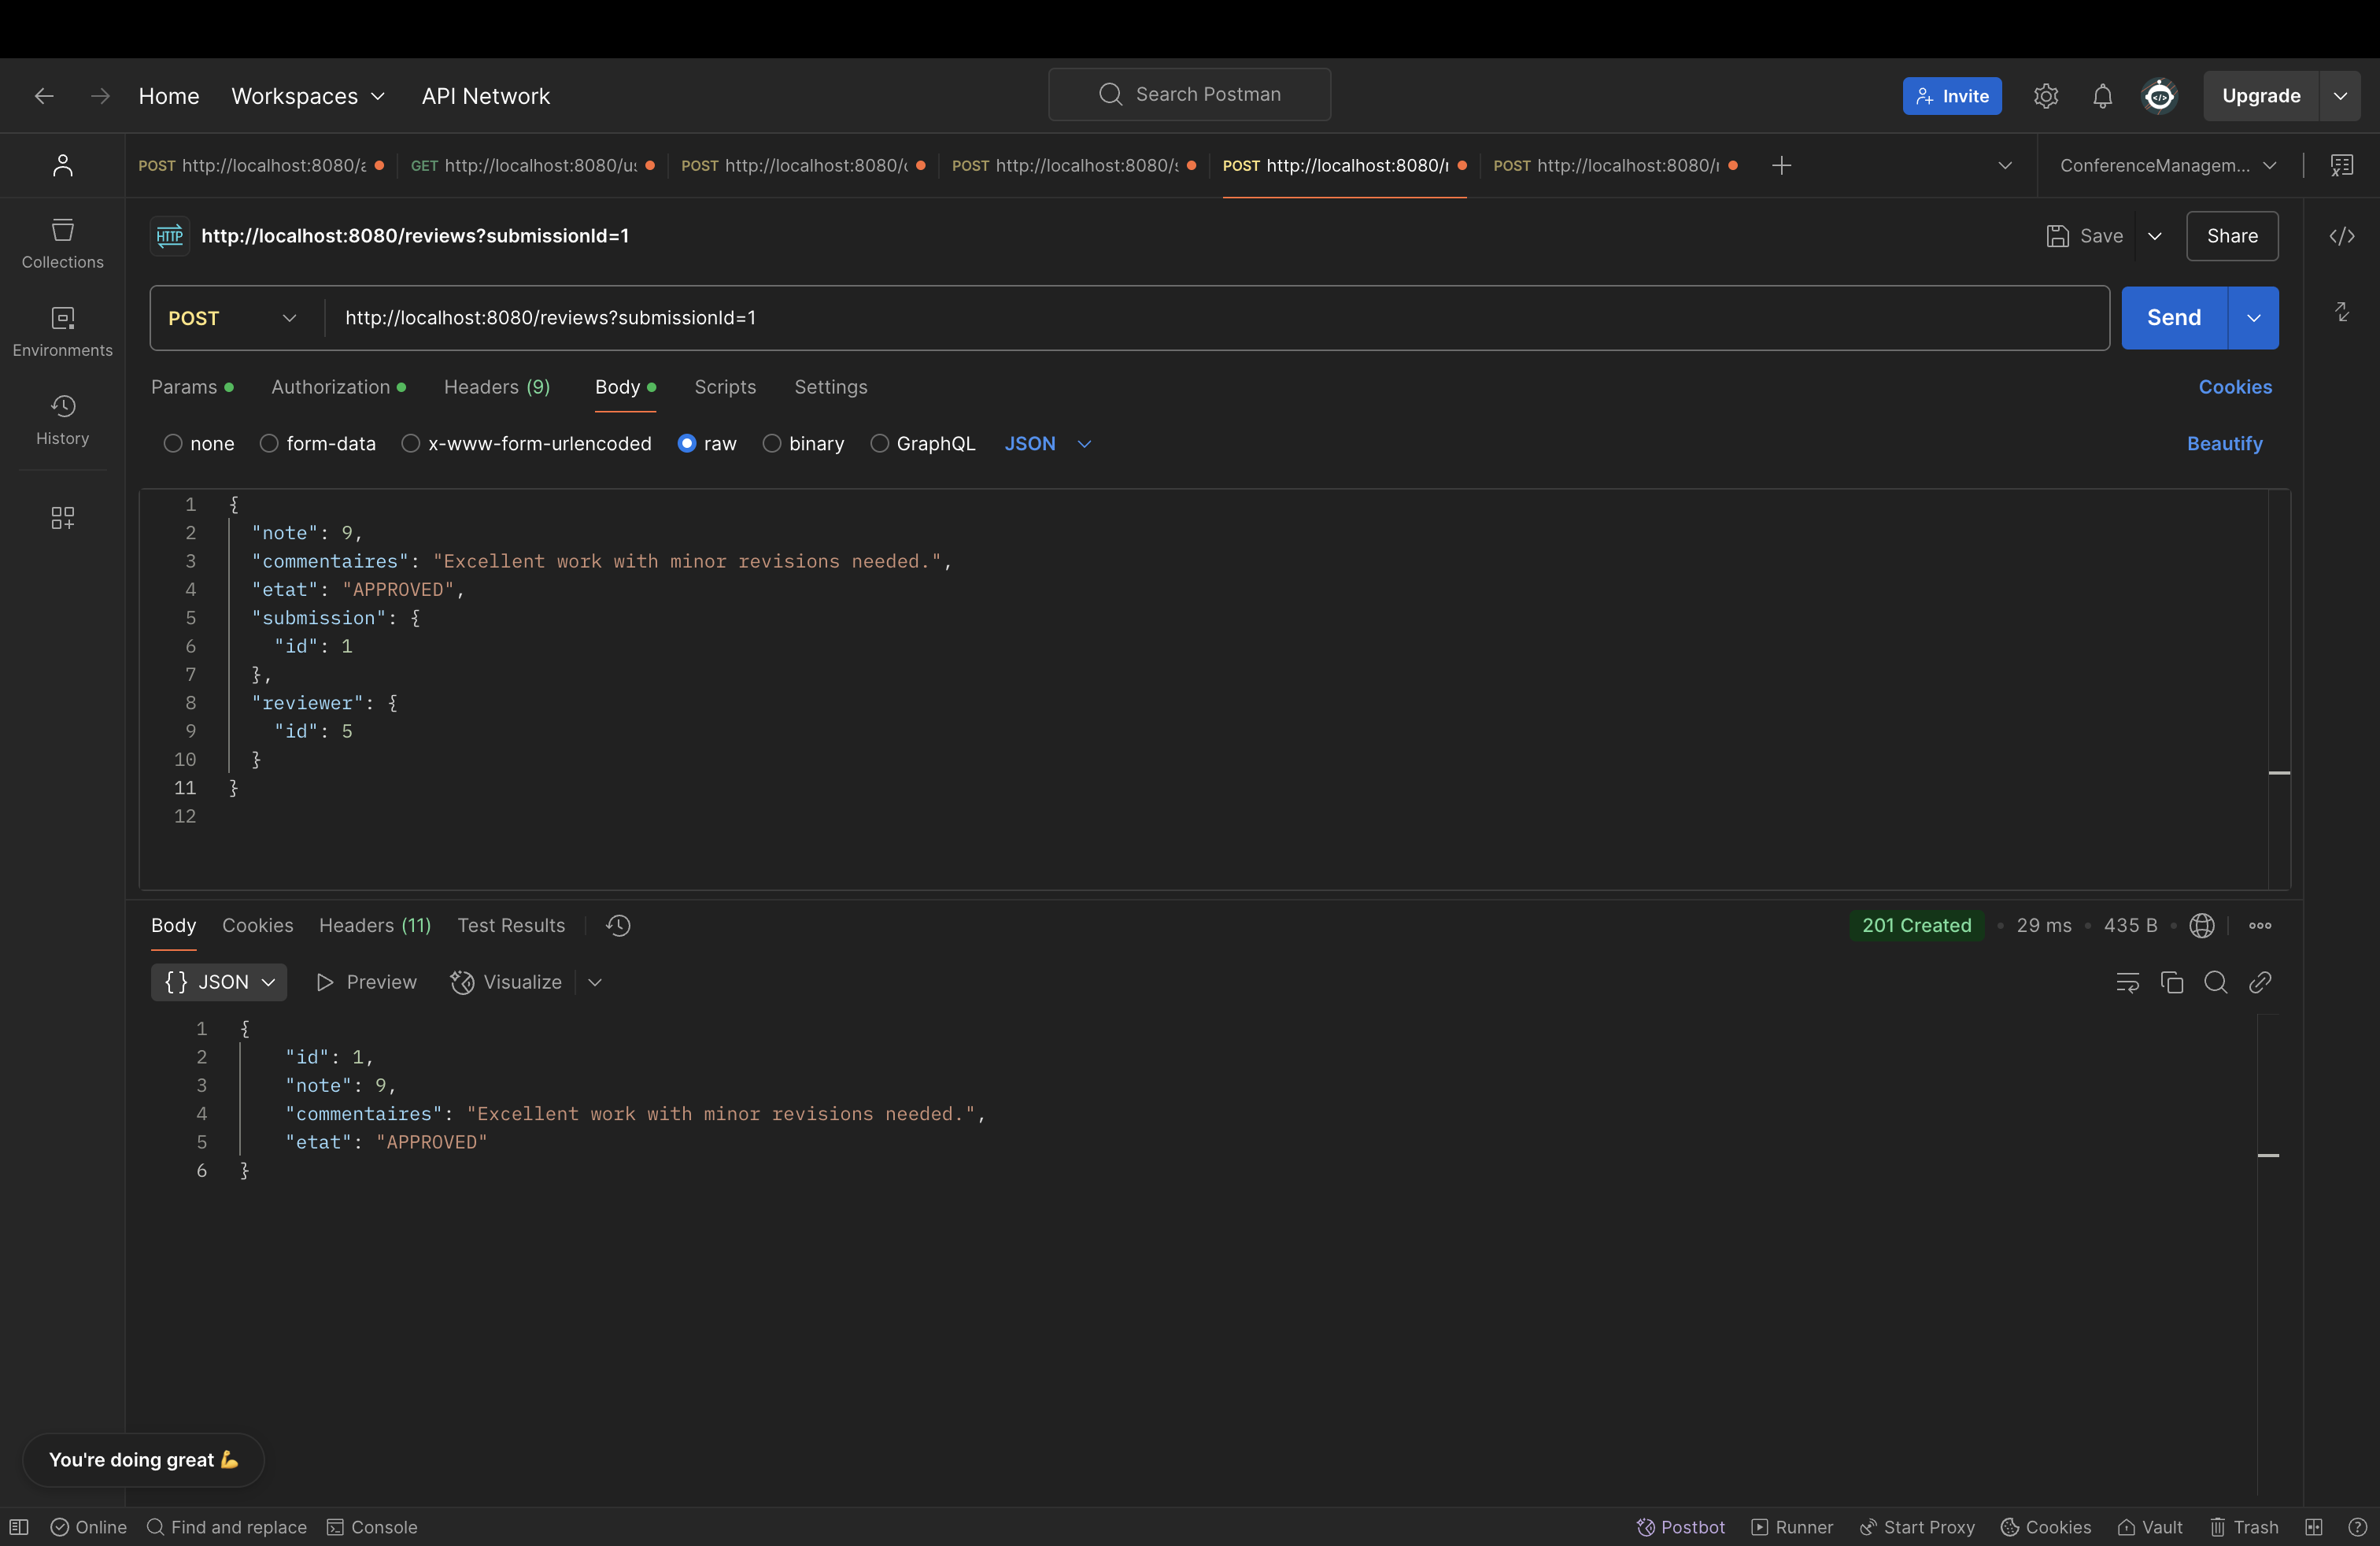 Home Workspaces API Network Search Postman Invite Upgrade
POST http://localhost:8080/ GET http://localhost:8080/u POST http://localhost:8080/ POST http://localhost:8080/ POST http://localhost:8080/ POST http://localhost:8080/ ConferenceManagem...
Collections
Environments
History
HTTP http://localhost:8080/reviews?submissionId=1 Save Share
POST http://localhost:8080/reviews?submissionId=1 Send
Params Authorization Headers (9) Body Scripts Settings Cookies
none form-data x-www-form-urlencoded raw binary GraphQL JSON Beautify
1 {
2 "note": 9,
3 "commentaires": "Excellent work with minor revisions needed.",
4 "etat": "APPROVED",
5 "submission": {
6 "id": 1
7 },
8 "reviewer": {
9 "id": 5
10 }
11 }
12
Body Cookies Headers (11) Test Results 201 Created • 29 ms • 435 B •
{} JSON Preview Visualize
1 {
2 "id": 1,
3 "note": 9,
4 "commentaires": "Excellent work with minor revisions needed.",
5 "etat": "APPROVED"
6 }
You're doing great 💪
Online Find and replace Console Postbot Runner Start Proxy Cookies Vault Trash